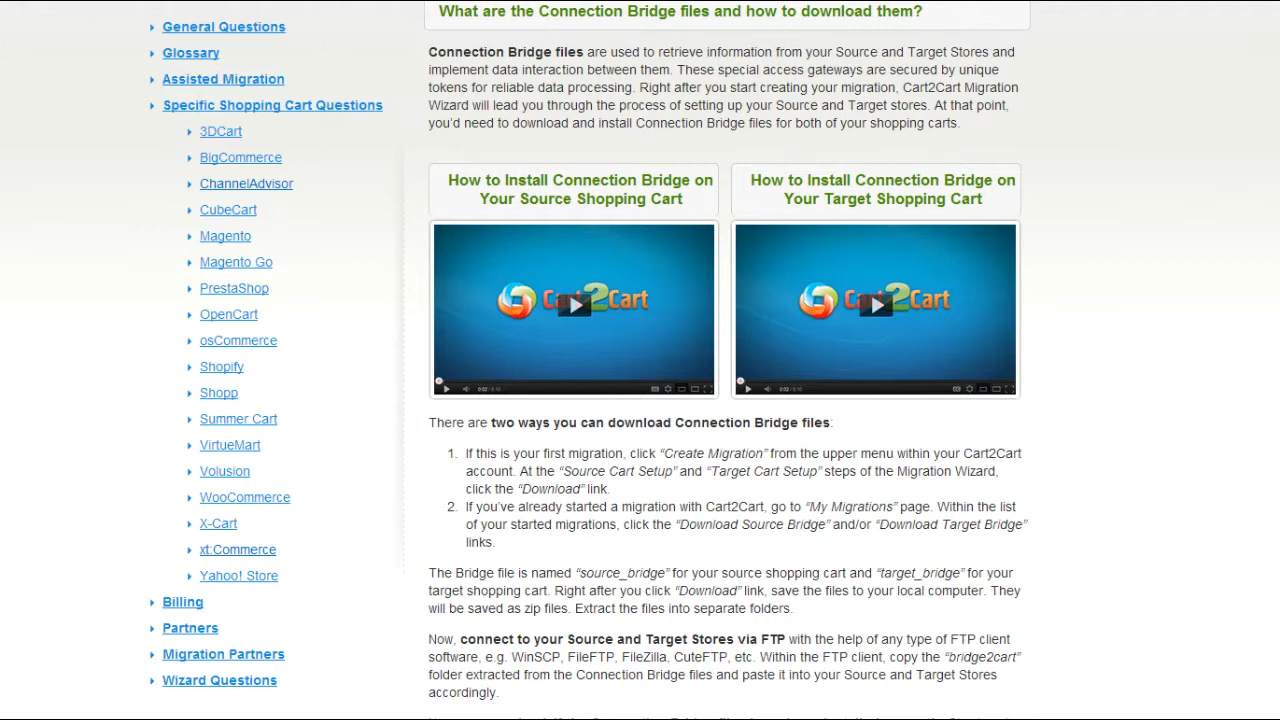 General Questions
Glossary
Assisted Migration
Specific Shopping Cart Questions
3DCart
BigCommerce
ChannelAdvisor
CubeCart
Magento
Magento Go
PrestaShop
OpenCart
osCommerce
Shopify
Shopp
Summer Cart
VirtueMart
Volusion
WooCommerce
X-Cart
xt:Commerce
Yahoo! Store
Billing
Partners
Migration Partners
Wizard Questions
What are the Connection Bridge files and how to download them?
Connection Bridge files are used to retrieve information from your Source and Target Stores and
implement data interaction between them. These special access gateways are secured by unique
tokens for reliable data processing. Right after you start creating your migration, Cart2Cart Migration
Wizard will lead you through the process of setting up your Source and Target stores. At that point,
you'd need to download and install Connection Bridge files for both of your shopping carts.
How to Install Connection Bridge on
Your Source Shopping Cart
Cart2Cart
How to Install Connection Bridge on
Your Target Shopping Cart
Cart2Cart
There are two ways you can download Connection Bridge files:
1. If this is your first migration, click “Create Migration” from the upper menu within your Cart2Cart
account. At the “Source Cart Setup” and “Target Cart Setup” steps of the Migration Wizard,
click the “Download” link.
2. If you’ve already started a migration with Cart2Cart, go to “My Migrations” page. Within the list
of your started migrations, click the “Download Source Bridge” and/or “Download Target Bridge”
links.
The Bridge file is named “source_bridge” for your source shopping cart and “target_bridge” for your
target shopping cart. Right after you click “Download” link, save the files to your local computer. They
will be saved as zip files. Extract the files into separate folders.
Now, connect to your Source and Target Stores via FTP with the help of any type of FTP client
software, e.g. WinSCP, FileFTP, FileZilla, CuteFTP, etc. Within the FTP client, copy the “bridge2cart”
folder extracted from the Connection Bridge files and paste it into your Source and Target Stores
accordingly.